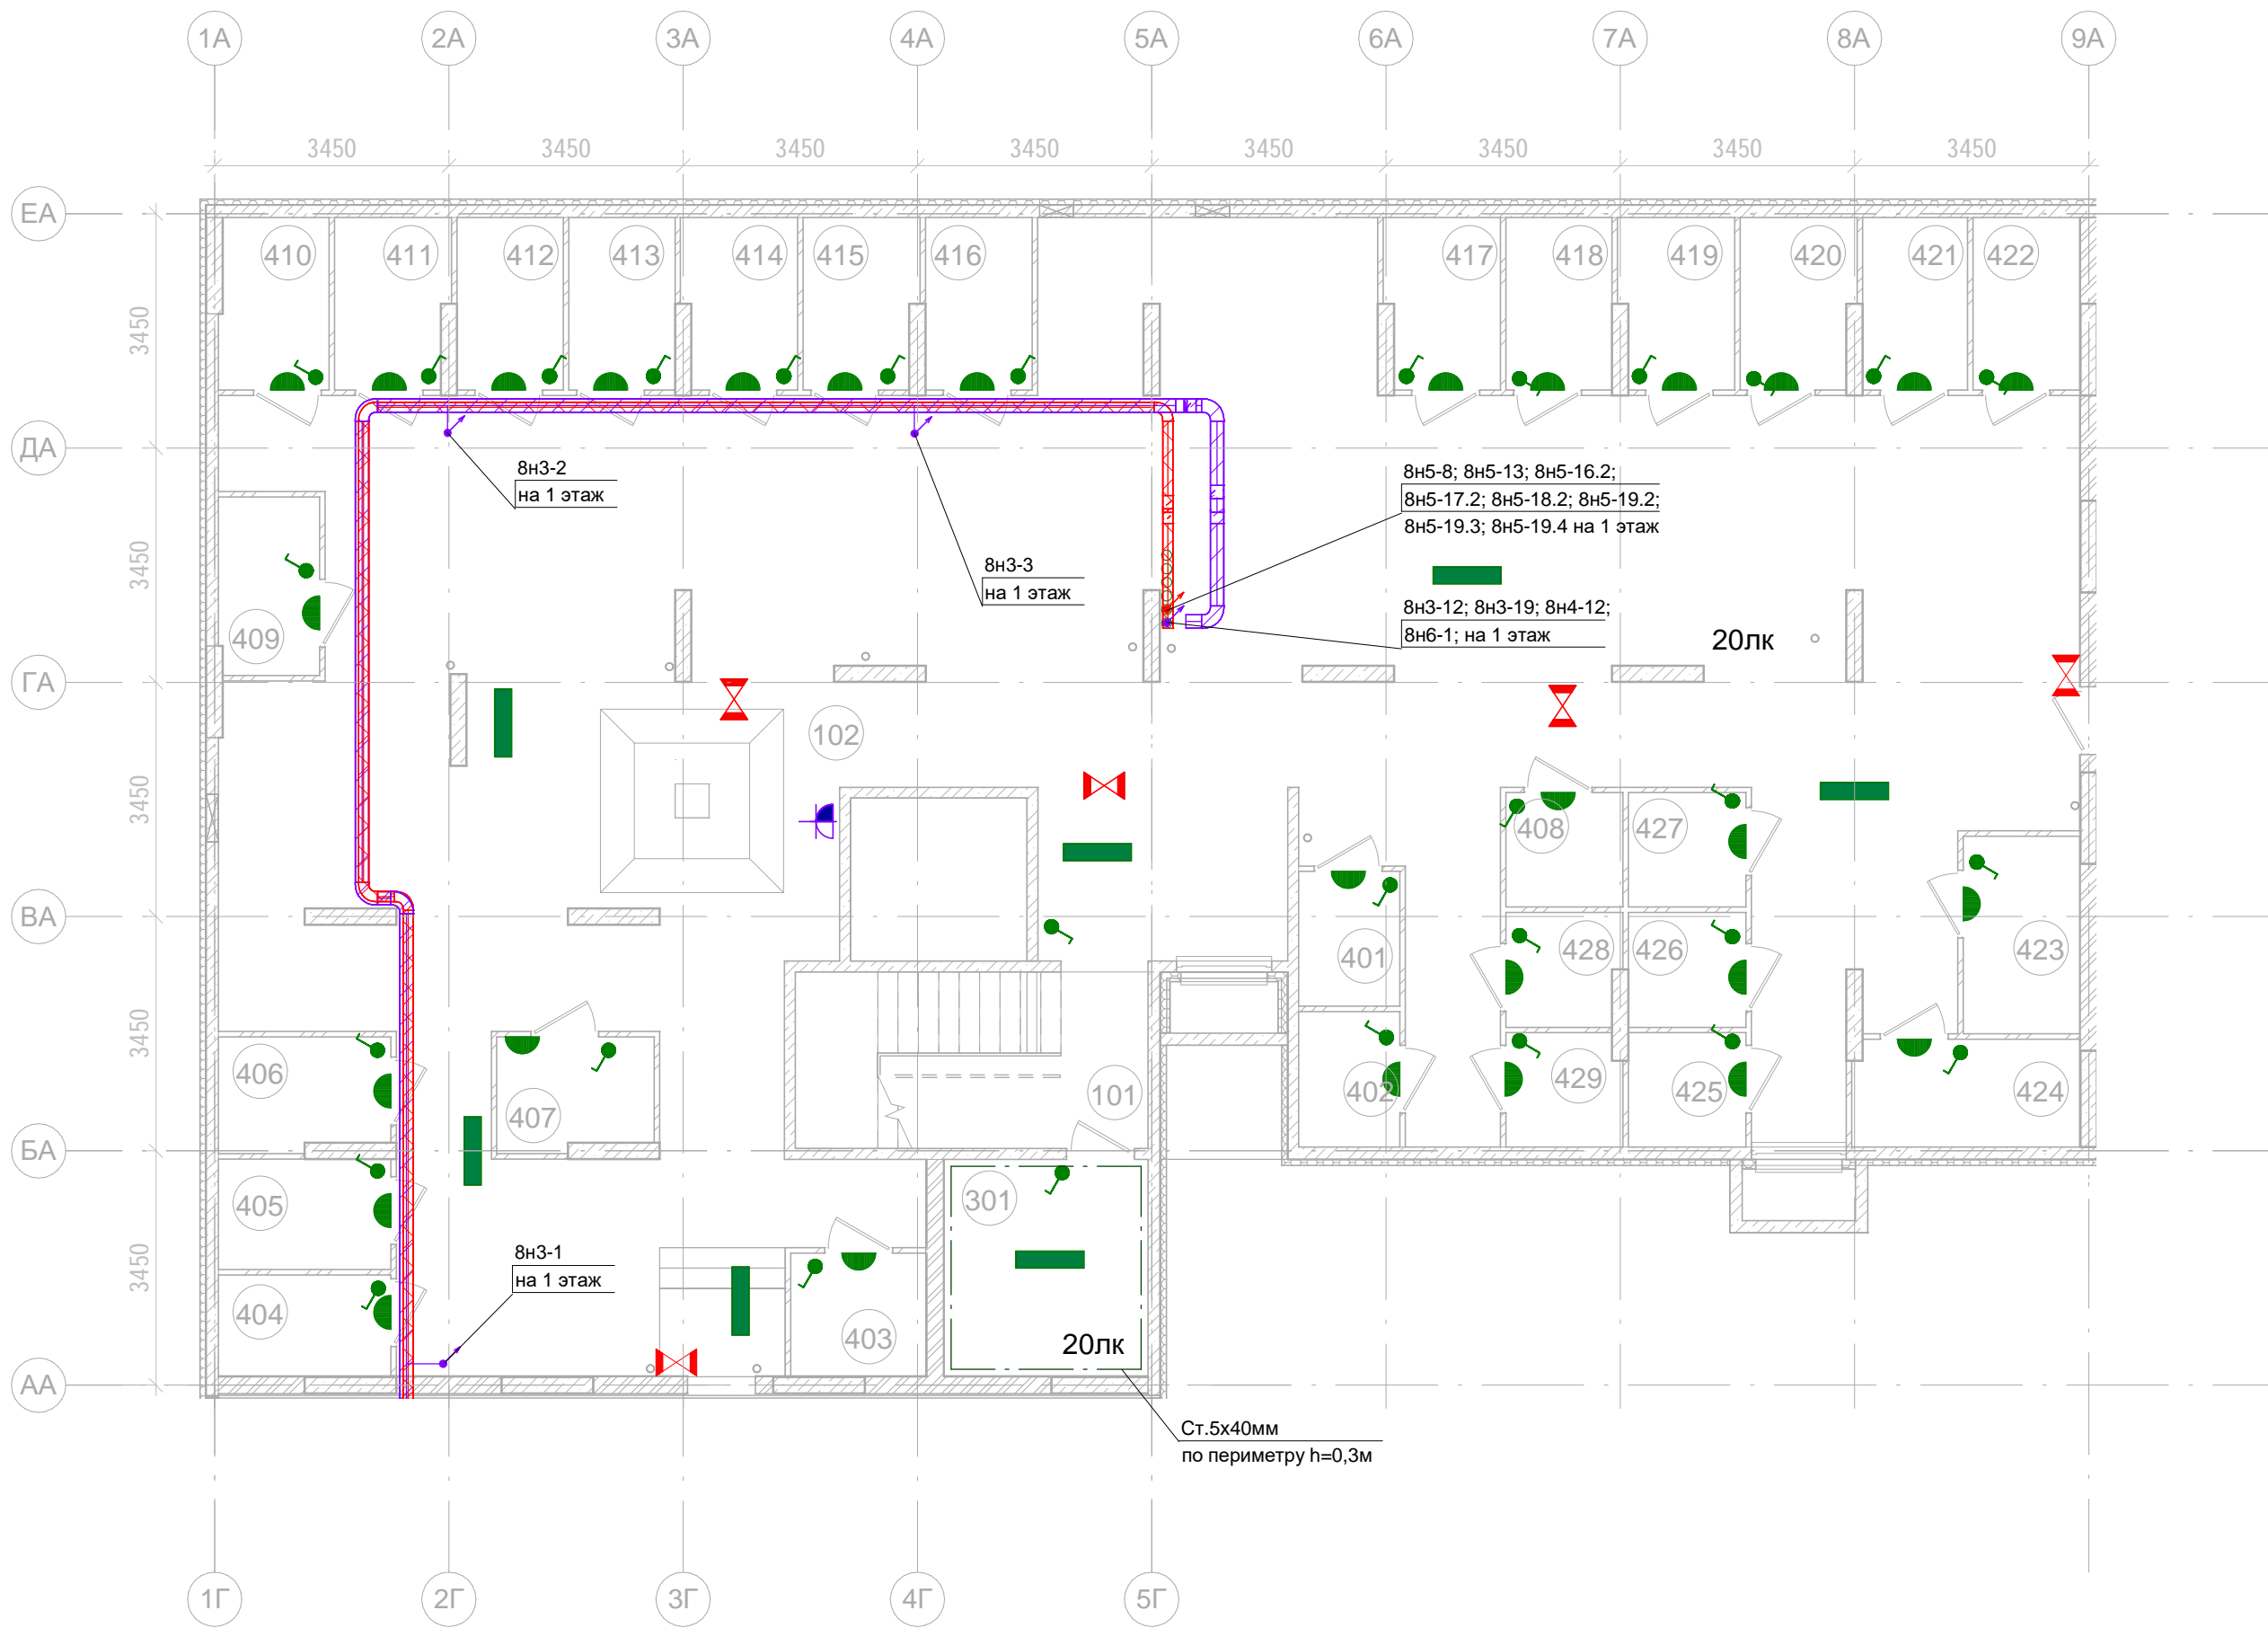 1А 2А 3А 4А 5А 6А 7А 8А 9А
3450 3450 3450 3450 3450 3450 3450 3450
ЕА
410 411 412 413 414 415 416 417 418 419 420 421 422
3450
ДА
8н3-2
на 1 этаж
8н5-8; 8н5-13; 8н5-16.2;
8н5-17.2; 8н5-18.2; 8н5-19.2;
8н5-19.3; 8н5-19.4 на 1 этаж
3450
8н3-3
на 1 этаж
8н3-12; 8н3-19; 8н4-12;
8н6-1; на 1 этаж
409
20лк
ГА
102
3450
408 427
ВА
401 428 426 423
3450
406 407 101 402 429 425 424
БА
405 301
8н3-1
на 1 этаж
3450
404 403
20лк
АА
Ст.5х40мм
по периметру h=0,3м
1Г 2Г 3Г 4Г 5Г